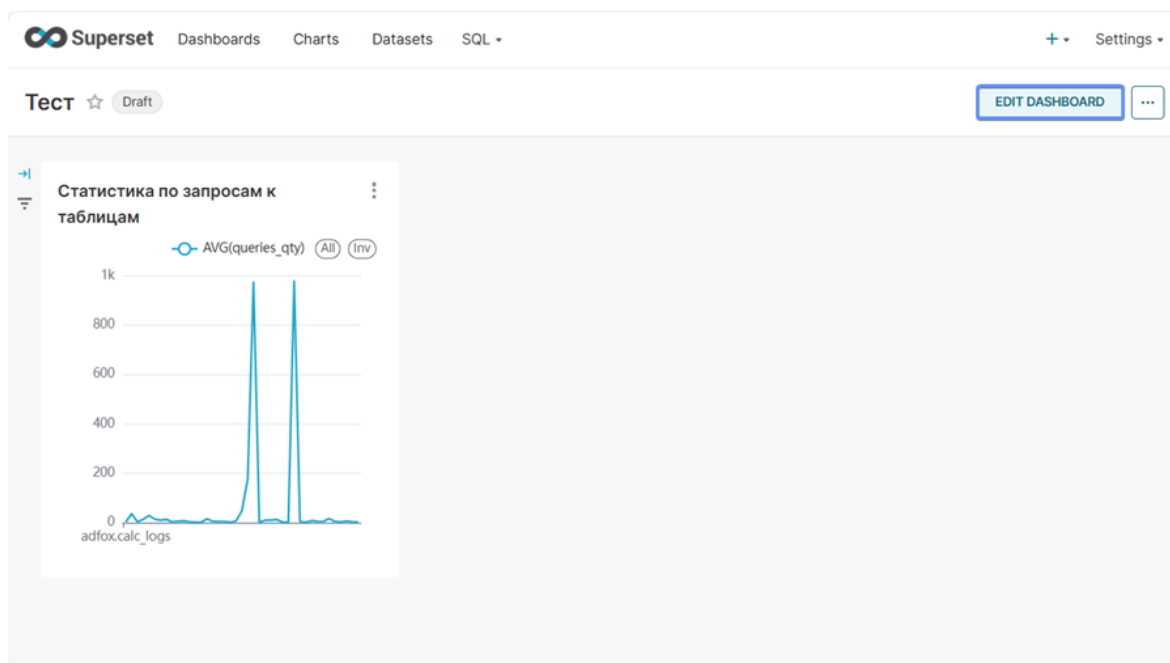 Superset Dashboards Charts Datasets SQL Settings
Тест Draft EDIT DASHBOARD ...
Статистика по запросам к
таблицам
AVG(queries_qty) All Inv
1k
800
600
400
200
0
adfox.calc_logs